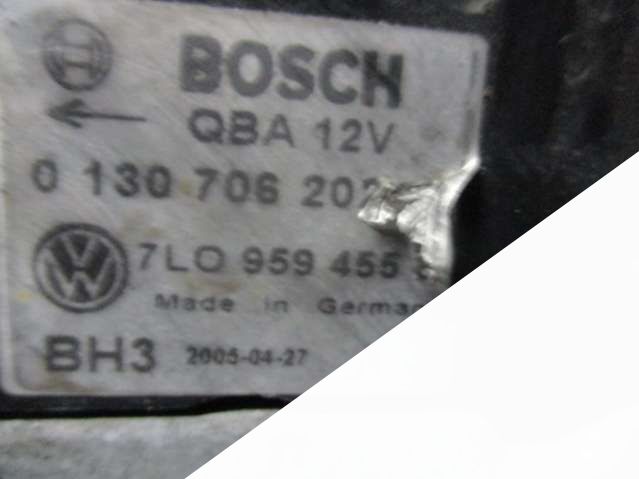 BOSCH
QBA 12V
0 130 706 202
7L0 959 455
Made in German
BH3 2005-04-27